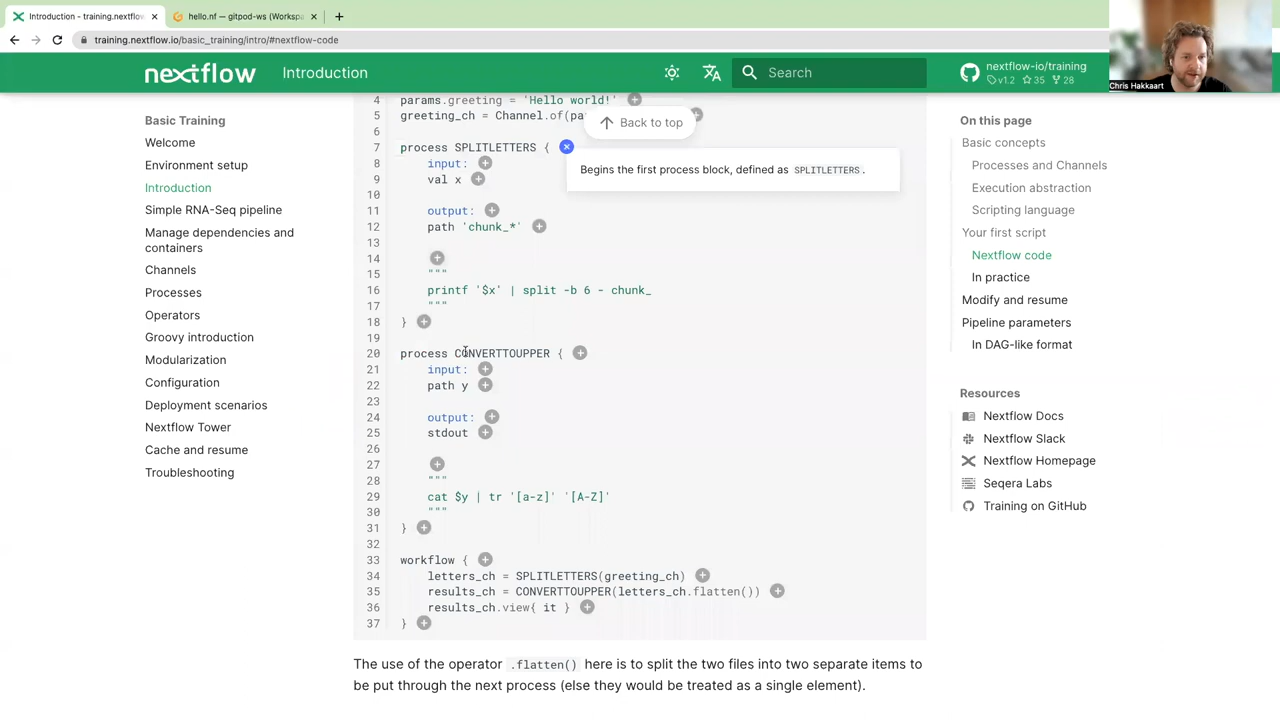 Introduction - training.nextflow
hello.nf — gitpod-ws (Workspa
training.nextflow.io/basic_training/intro/#nextflow-code
nextflow
Introduction
Search
nextflow-io/training
v1.2 35 28
Chris Hakkaart
Basic Training
Welcome
Environment setup
Introduction
Simple RNA-Seq pipeline
Manage dependencies and
containers
Channels
Processes
Operators
Groovy introduction
Modularization
Configuration
Deployment scenarios
Nextflow Tower
Cache and resume
Troubleshooting
4 params.greeting = 'Hello world!'
5 greeting_ch = Channel.of(pa
Back to top
6
7 process SPLITLETTERS {
Begins the first process block, defined as SPLITLETTERS.
8 input:
9 val x
10
11 output:
12 path 'chunk_*'
13
14
15 """
16 printf '$x' | split -b 6 - chunk_
17 """
18 }
19
20 process CONVERTTOUPPER {
21 input:
22 path y
23
24 output:
25 stdout
26
27
28 """
29 cat $y | tr '[a-z]' '[A-Z]'
30 """
31 }
32
33 workflow {
34 letters_ch = SPLITLETTERS(greeting_ch)
35 results_ch = CONVERTTOUPPER(letters_ch.flatten())
36 results_ch.view{ it }
37 }
The use of the operator .flatten() here is to split the two files into two separate items to
be put through the next process (else they would be treated as a single element).
On this page
Basic concepts
Processes and Channels
Execution abstraction
Scripting language
Your first script
Nextflow code
In practice
Modify and resume
Pipeline parameters
In DAG-like format
Resources
Nextflow Docs
Nextflow Slack
Nextflow Homepage
Seqera Labs
Training on GitHub